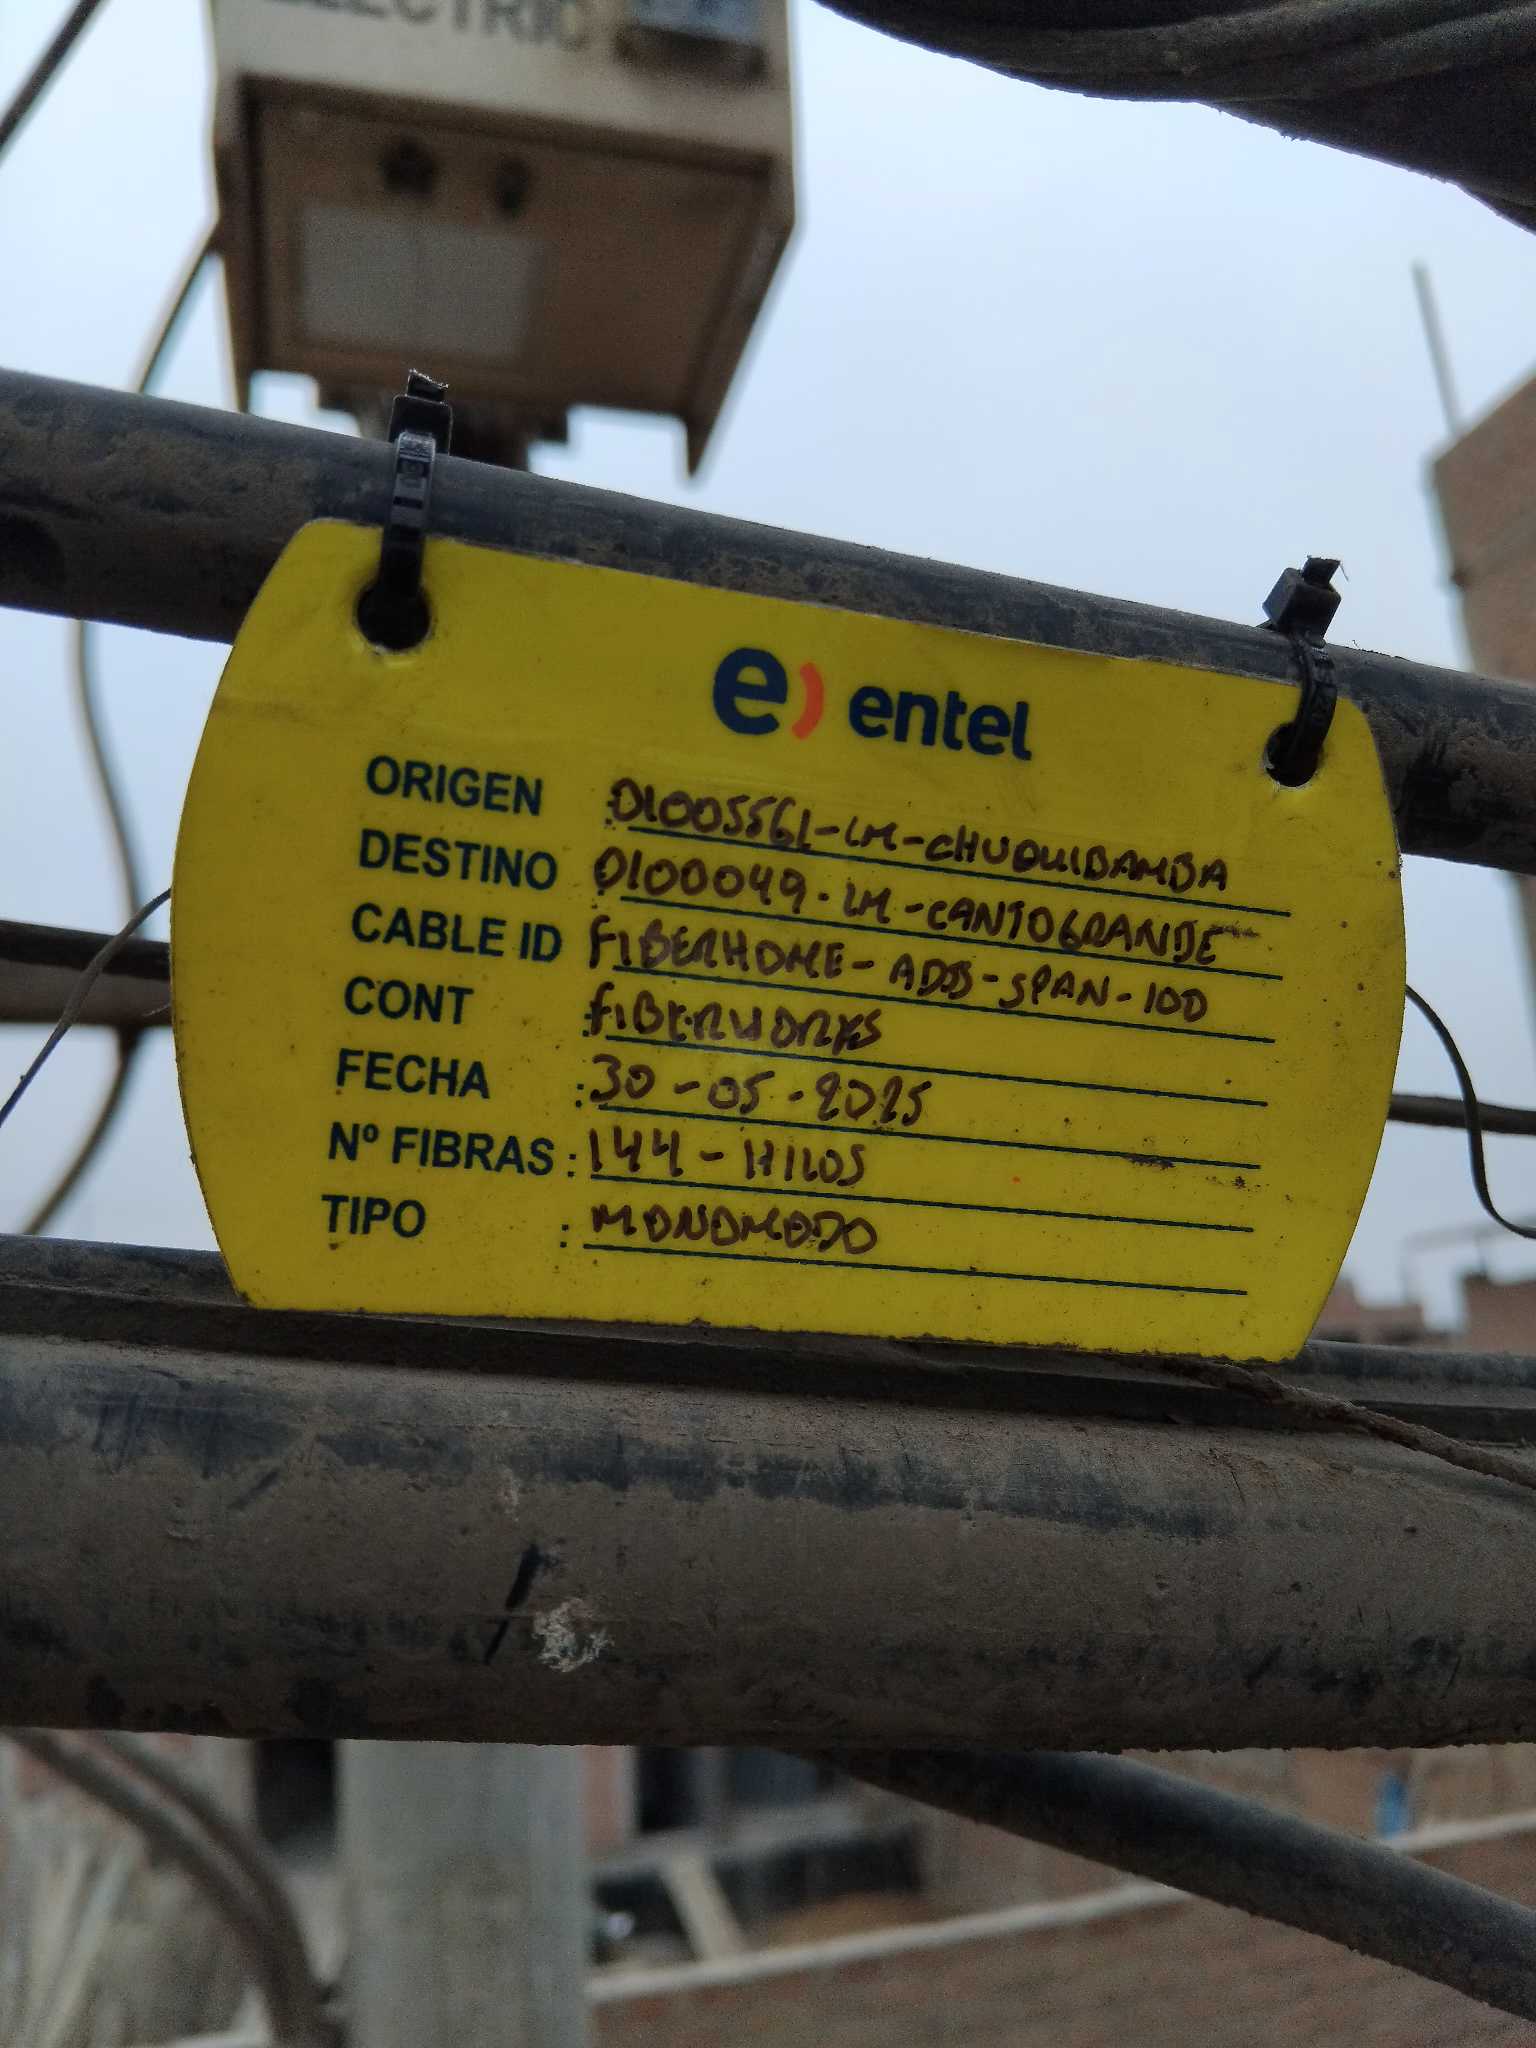 ELECTRIC
e) entel
ORIGEN : 0100556L-LM-CHUQUIBAMBA
DESTINO : 0100049-LM-CANTOGRANDE
CABLE ID FIBERHOME-ADSS-SPAN-100
CONT : FIBERWORKS
FECHA : 30-05-2025
Nº FIBRAS : 144-HILOS
TIPO : MONOMODO